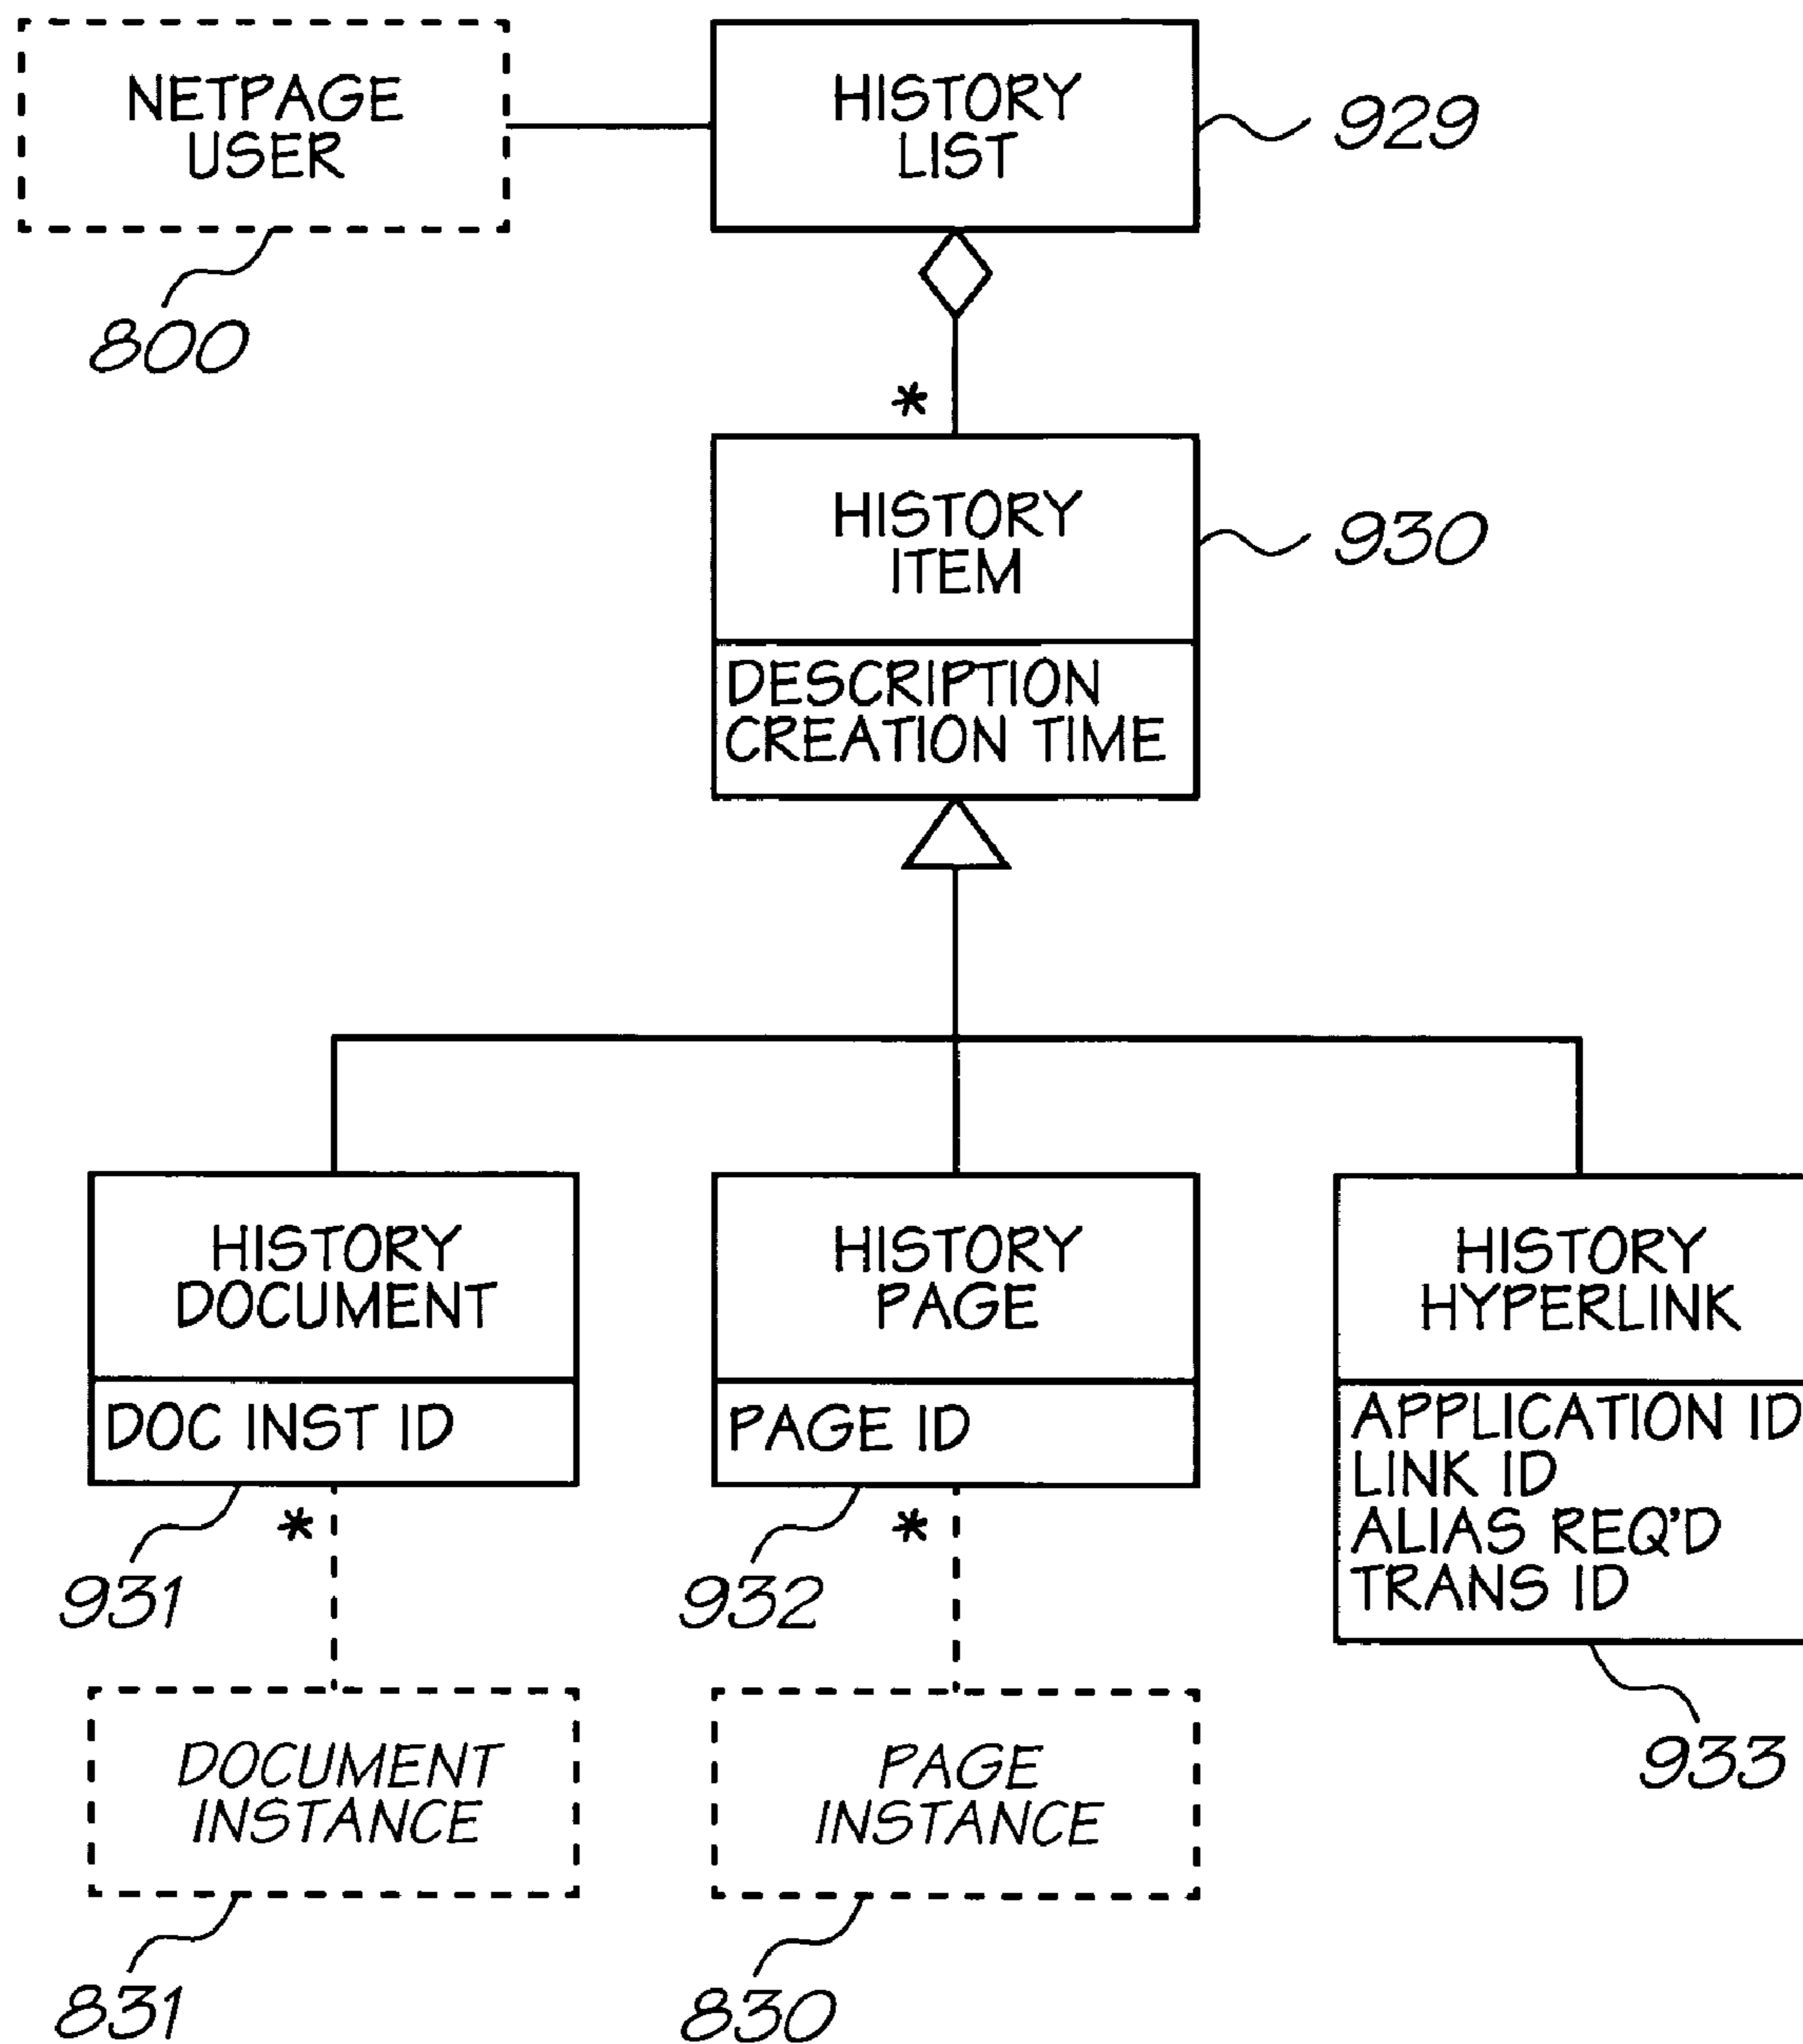 NETPAGE
USER
800
HISTORY
LIST
929
*
HISTORY
ITEM
930
DESCRIPTION
CREATION TIME
HISTORY
DOCUMENT
DOC INST ID
931
*
HISTORY
PAGE
PAGE ID
932
*
HISTORY
HYPERLINK
APPLICATION ID
LINK ID
ALIAS REQ'D
TRANS ID
933
DOCUMENT
INSTANCE
831
PAGE
INSTANCE
830